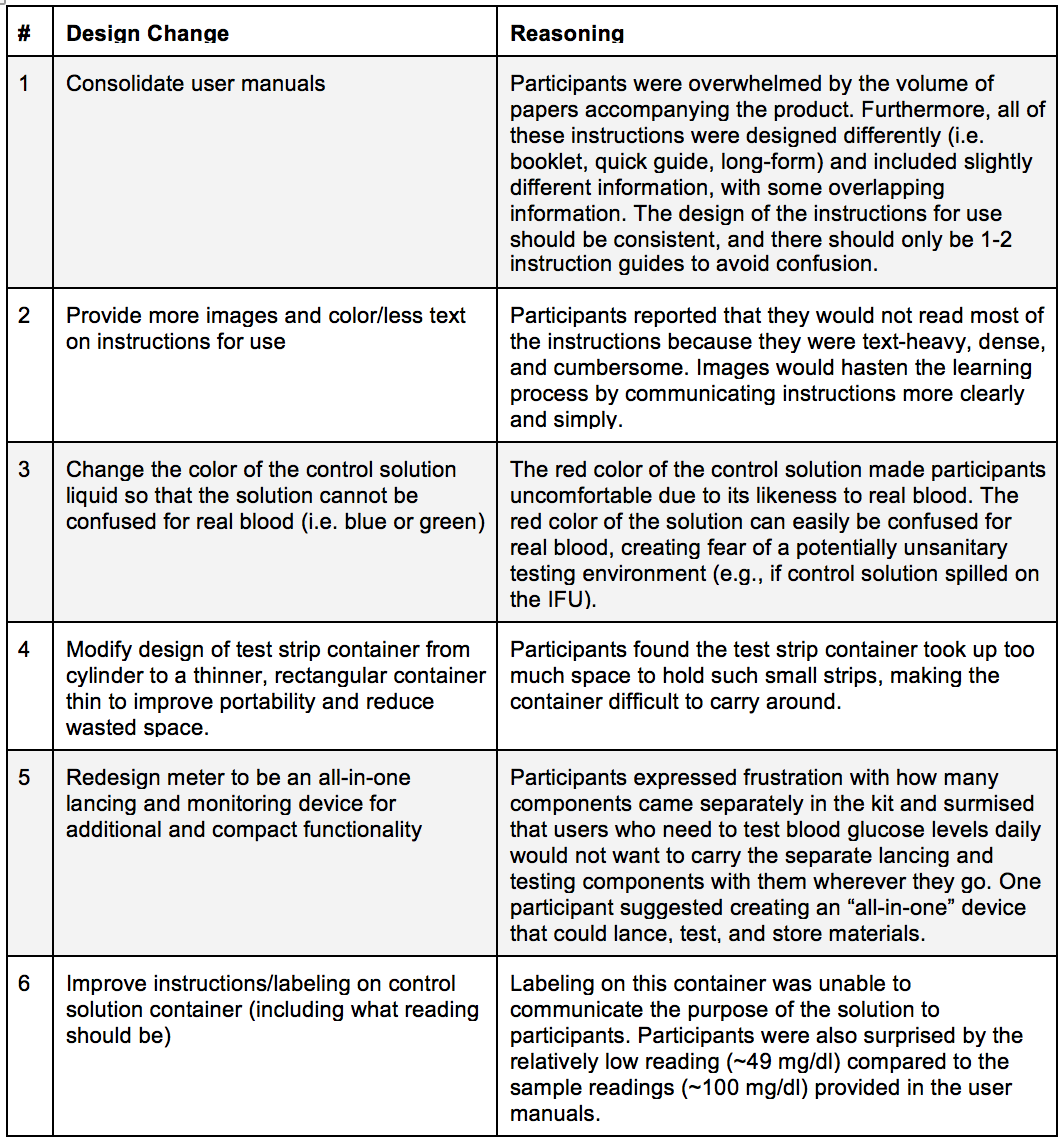 # Design Change Reasoning
1 Consolidate user manuals
Participants were overwhelmed by the volume of
papers accompanying the product. Furthermore, all of
these instructions were designed differently (i.e.
booklet, quick guide, long-form) and included slightly
different information, with some overlapping
information. The design of the instructions for use
should be consistent, and there should only be 1-2
instruction guides to avoid confusion.
2 Provide more images and color/less text
on instructions for use
Participants reported that they would not read most of
the instructions because they were text-heavy, dense,
and cumbersome. Images would hasten the learning
process by communicating instructions more clearly
and simply.
3 Change the color of the control solution
liquid so that the solution cannot be
confused for real blood (i.e. blue or green)
The red color of the control solution made participants
uncomfortable due to its likeness to real blood. The
red color of the solution can easily be confused for
real blood, creating fear of a potentially unsanitary
testing environment (e.g., if control solution spilled on
the IFU).
4 Modify design of test strip container from
cylinder to a thinner, rectangular container
thin to improve portability and reduce
wasted space.
Participants found the test strip container took up too
much space to hold such small strips, making the
container difficult to carry around.
5 Redesign meter to be an all-in-one
lancing and monitoring device for
additional and compact functionality
Participants expressed frustration with how many
components came separately in the kit and surmised
that users who need to test blood glucose levels daily
would not want to carry the separate lancing and
testing components with them wherever they go. One
participant suggested creating an “all-in-one” device
that could lance, test, and store materials.
6 Improve instructions/labeling on control
solution container (including what reading
should be)
Labeling on this container was unable to
communicate the purpose of the solution to
participants. Participants were also surprised by the
relatively low reading (~49 mg/dl) compared to the
sample readings (~100 mg/dl) provided in the user
manuals.